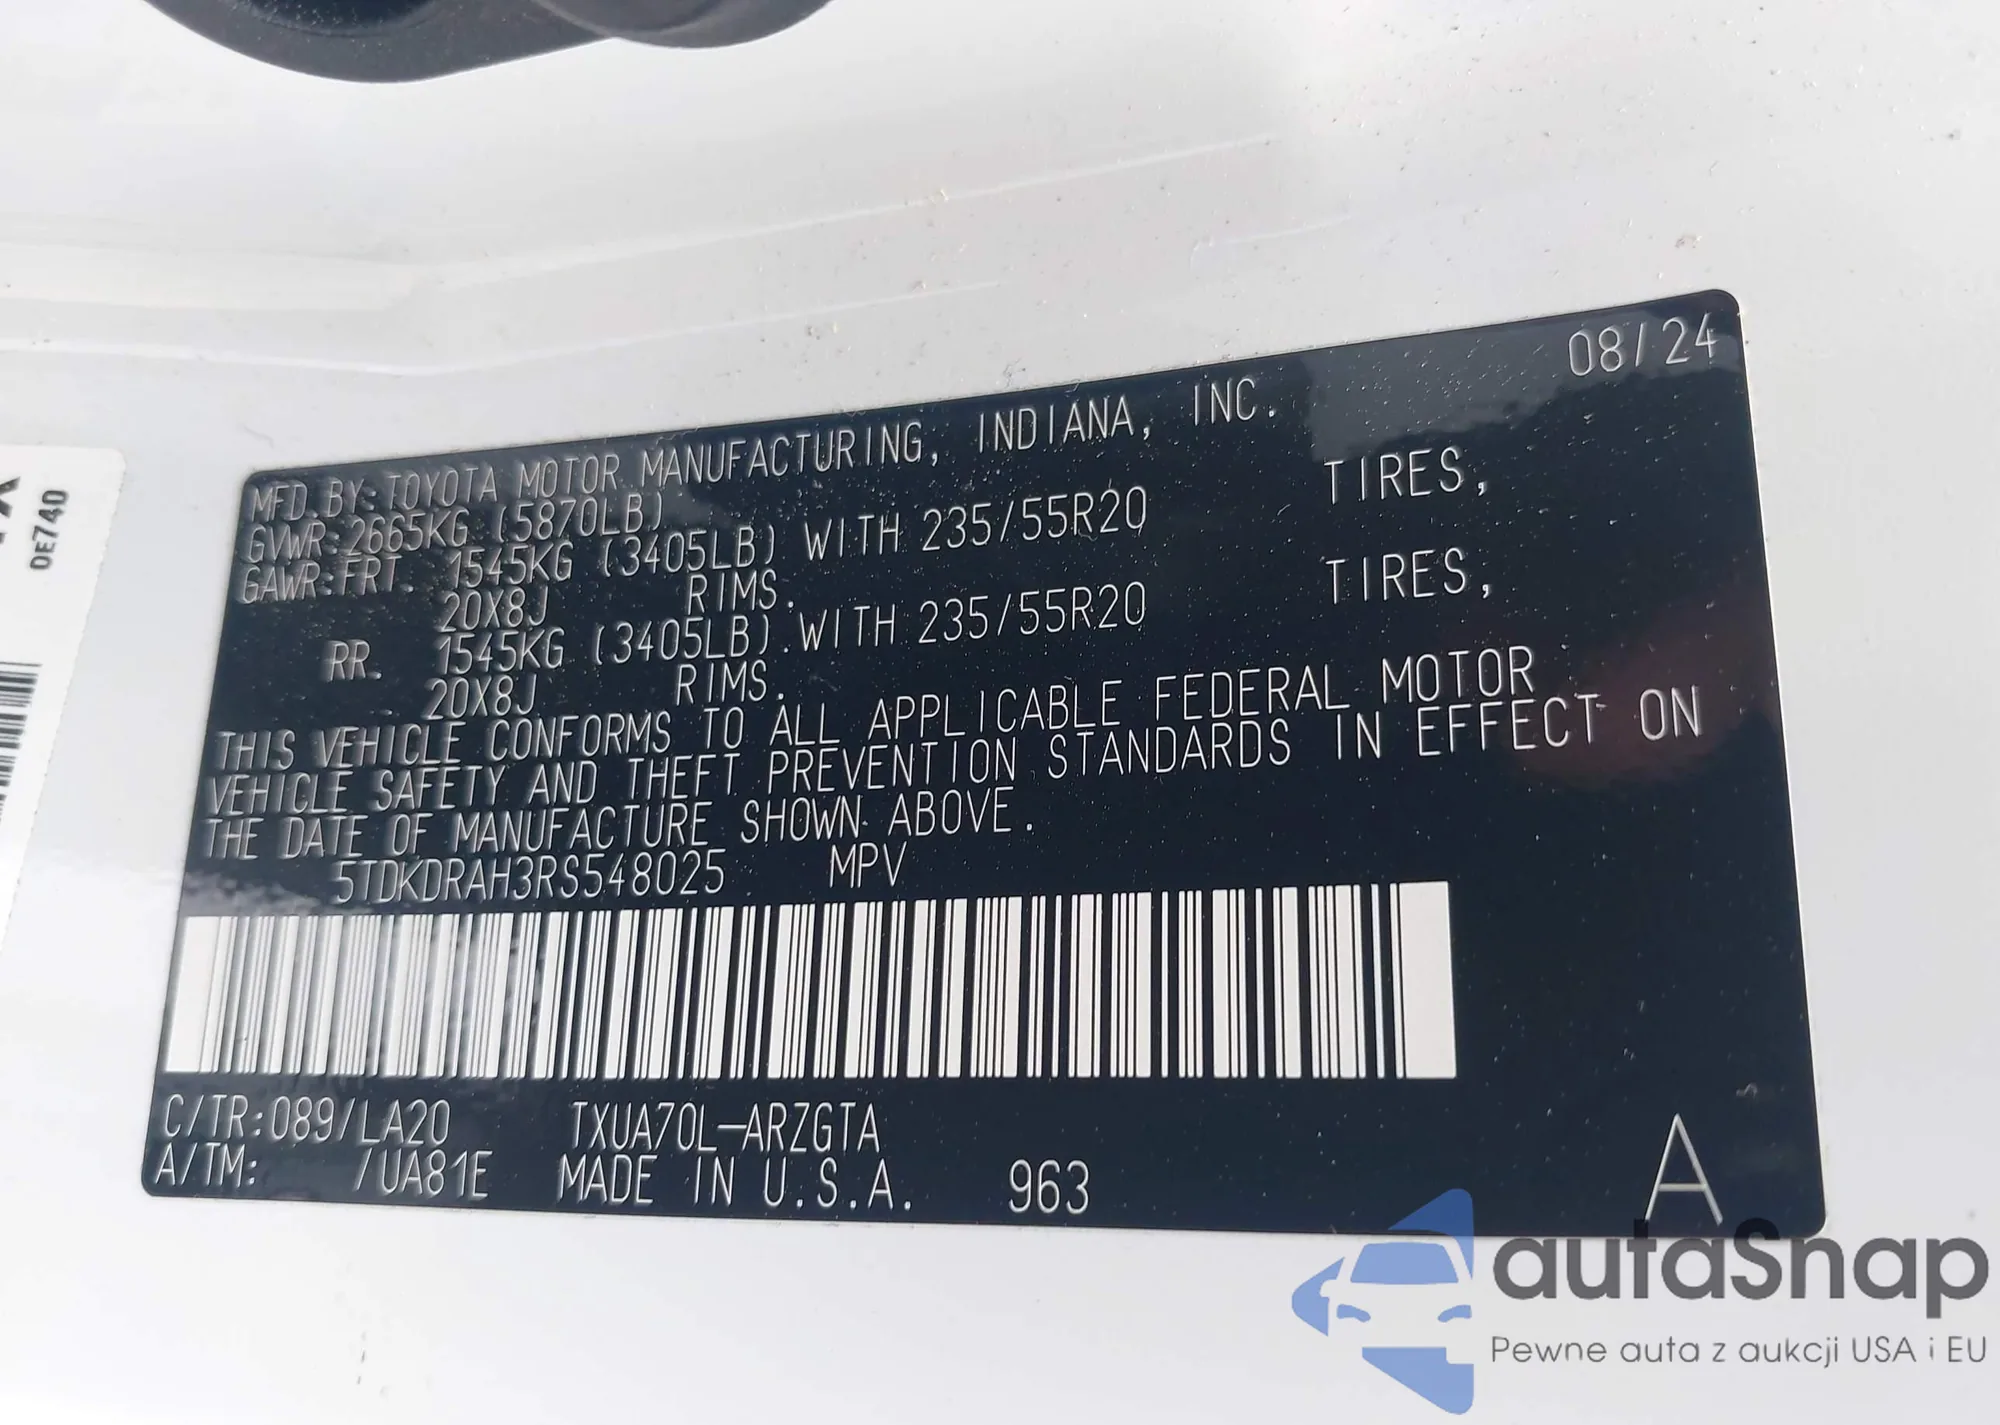 08/24
MFD. BY: TOYOTA MOTOR MANUFACTURING, INDIANA, INC.
GVWR: 2665KG (5870LB)
GAWR: FRT. 1545KG (3405LB) WITH 235/55R20 TIRES,
20X8J RIMS.
RR. 1545KG (3405LB) WITH 235/55R20 TIRES,
20X8J RIMS.
THIS VEHICLE CONFORMS TO ALL APPLICABLE FEDERAL MOTOR
VEHICLE SAFETY AND THEFT PREVENTION STANDARDS IN EFFECT ON
THE DATE OF MANUFACTURE SHOWN ABOVE.
5TDKDRAH3RS548025 MPV
C/TR:089/LA20 TXUA70L-ARZGTA
A/TM: /UA81E MADE IN U.S.A. 963 A
0E740
autaSnap
Pewne auta z aukcji USA i EU